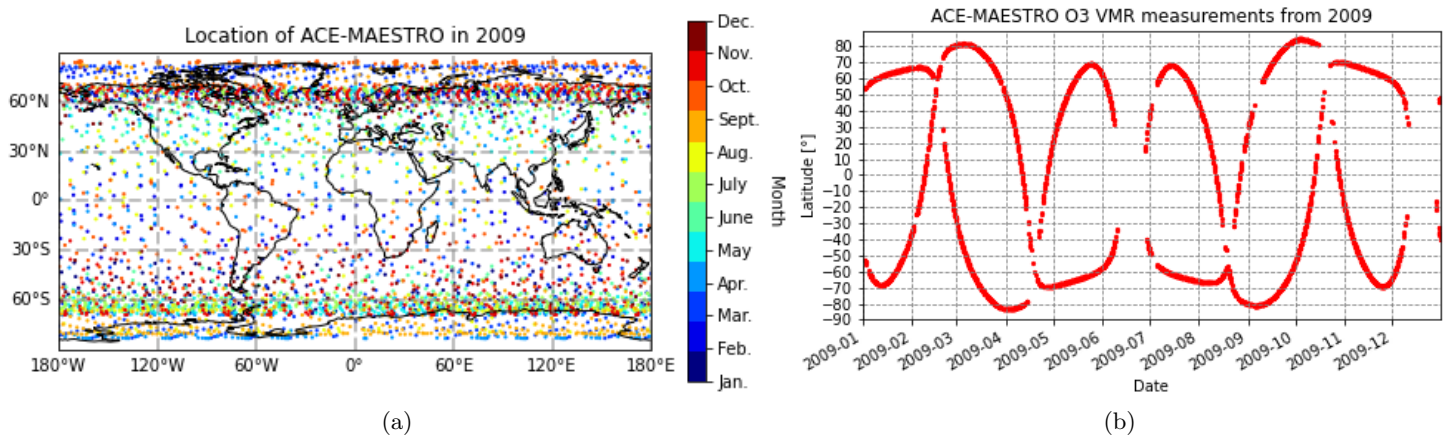 Location of ACE-MAESTRO in 2009
60°N
30°N
0°
30°S
60°S
180°W
120°W
60°W
0°
60°E
120°E
180°E
Dec.
Nov.
Oct.
Sept.
Aug.
July
June
May
Apr.
Mar.
Feb.
Jan.
Month
(a)
ACE-MAESTRO O3 VMR measurements from 2009
Latitude [°]
80
70
60
50
40
30
20
10
0
−10
−20
−30
−40
−50
−60
−70
−80
−90
2009-01
2009-02
2009-03
2009-04
2009-05
2009-06
2009-07
2009-08
2009-09
2009-10
2009-11
2009-12
Date
(b)